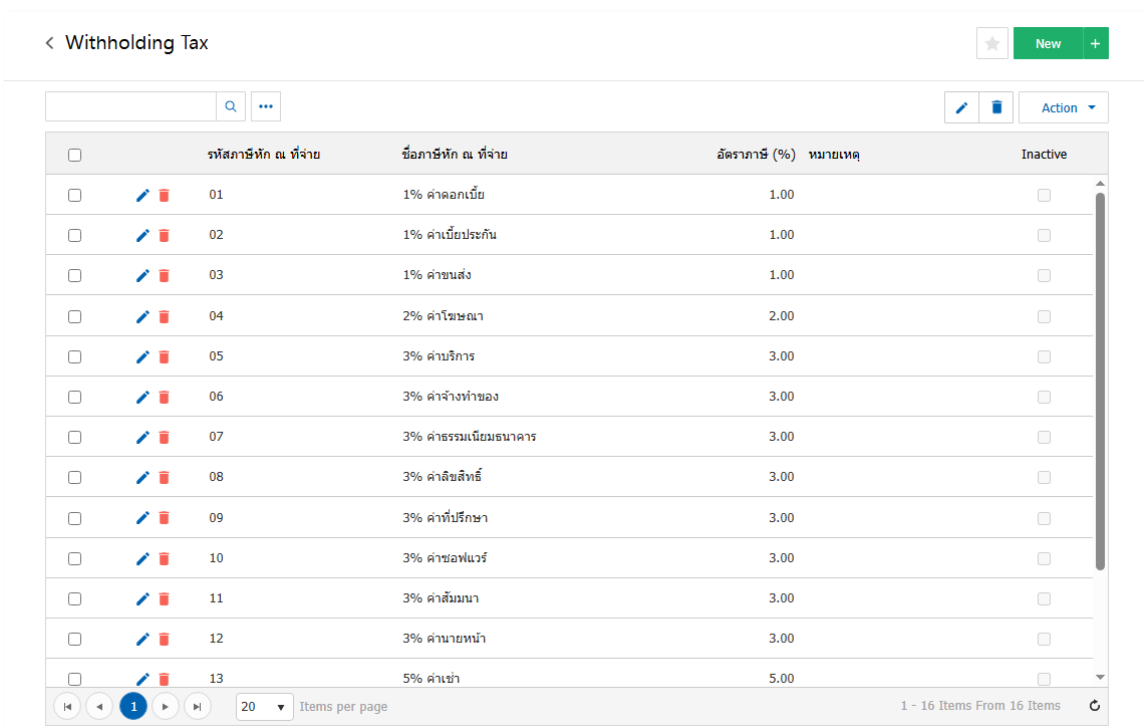 Withholding Tax
New +
Action
รหัสภาษีหัก ณ ที่จ่าย ชื่อภาษีหัก ณ ที่จ่าย อัตราภาษี (%) หมายเหตุ Inactive
01 1% ค่าดอกเบี้ย 1.00
02 1% ค่าเบี้ยประกัน 1.00
03 1% ค่าขนส่ง 1.00
04 2% ค่าโฆษณา 2.00
05 3% ค่าบริการ 3.00
06 3% ค่าจ้างทำของ 3.00
07 3% ค่าธรรมเนียมธนาคาร 3.00
08 3% ค่าลิขสิทธิ์ 3.00
09 3% ค่าที่ปรึกษา 3.00
10 3% ค่าซอฟแวร์ 3.00
11 3% ค่าสัมมนา 3.00
12 3% ค่านายหน้า 3.00
13 5% ค่าเช่า 5.00
1 20 Items per page 1 - 16 Items From 16 Items